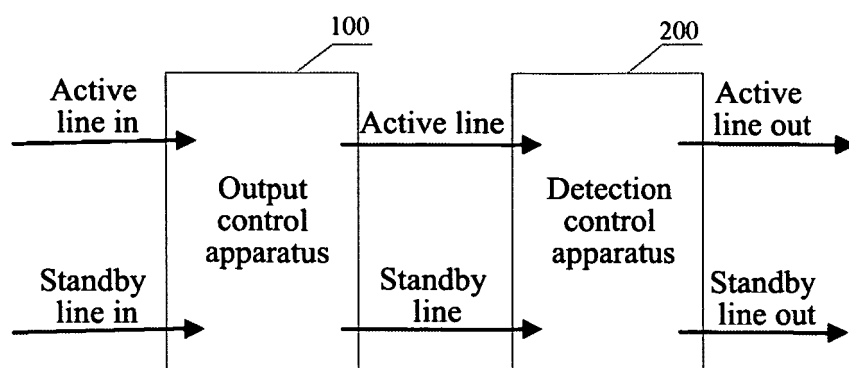 100
200
Active
line in
Active line
Active
line out
Output
control
apparatus
Detection
control
apparatus
Standby
line in
Standby
line
Standby
line out